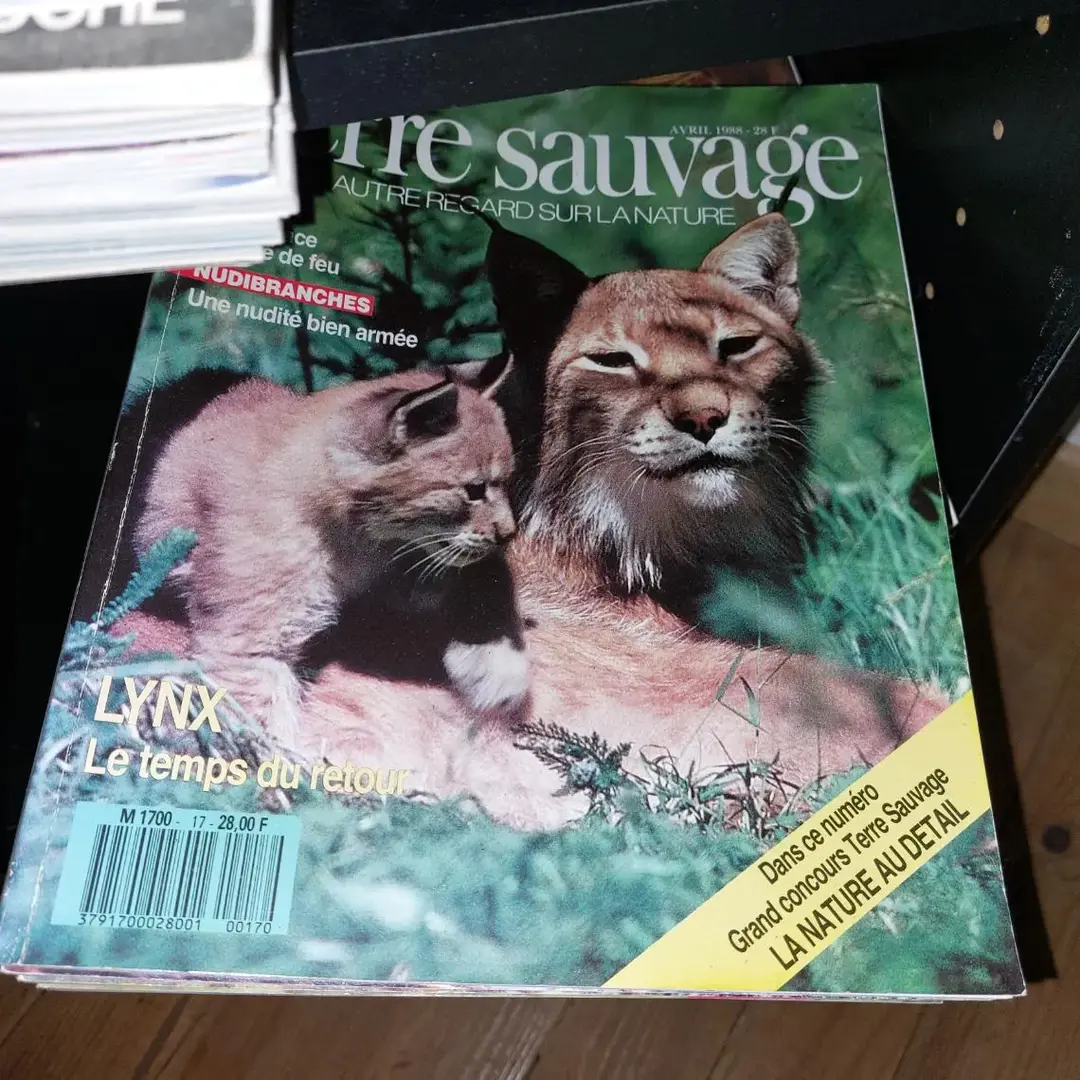 AVRIL 1988 - 28 F
rre sauvage
AUTRE REGARD SUR LA NATURE
ce
de feu
NUDIBRANCHES
Une nudité bien armée
LYNX
Le temps du retour
M 1700 - 17 - 28,00 F
3791700028001 00170
Dans ce numéro
Grand concours Terre Sauvage
LA NATURE AU DETAIL